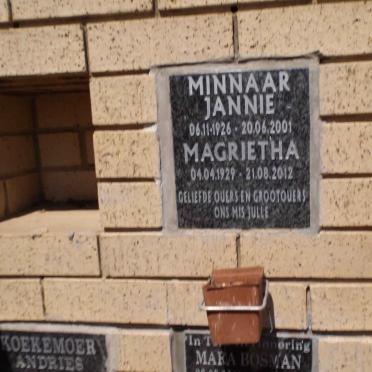 MINNAAR
JANNIE
06.11.1926 - 20.06.2001
MAGRIETHA
04.04.1929 - 21.08.2012
GELIEFDE OUERS EN GROOTOUERS
ONS MIS JULLE
KOEKEMOER
ANDRIES
In
MARA BOSMAN